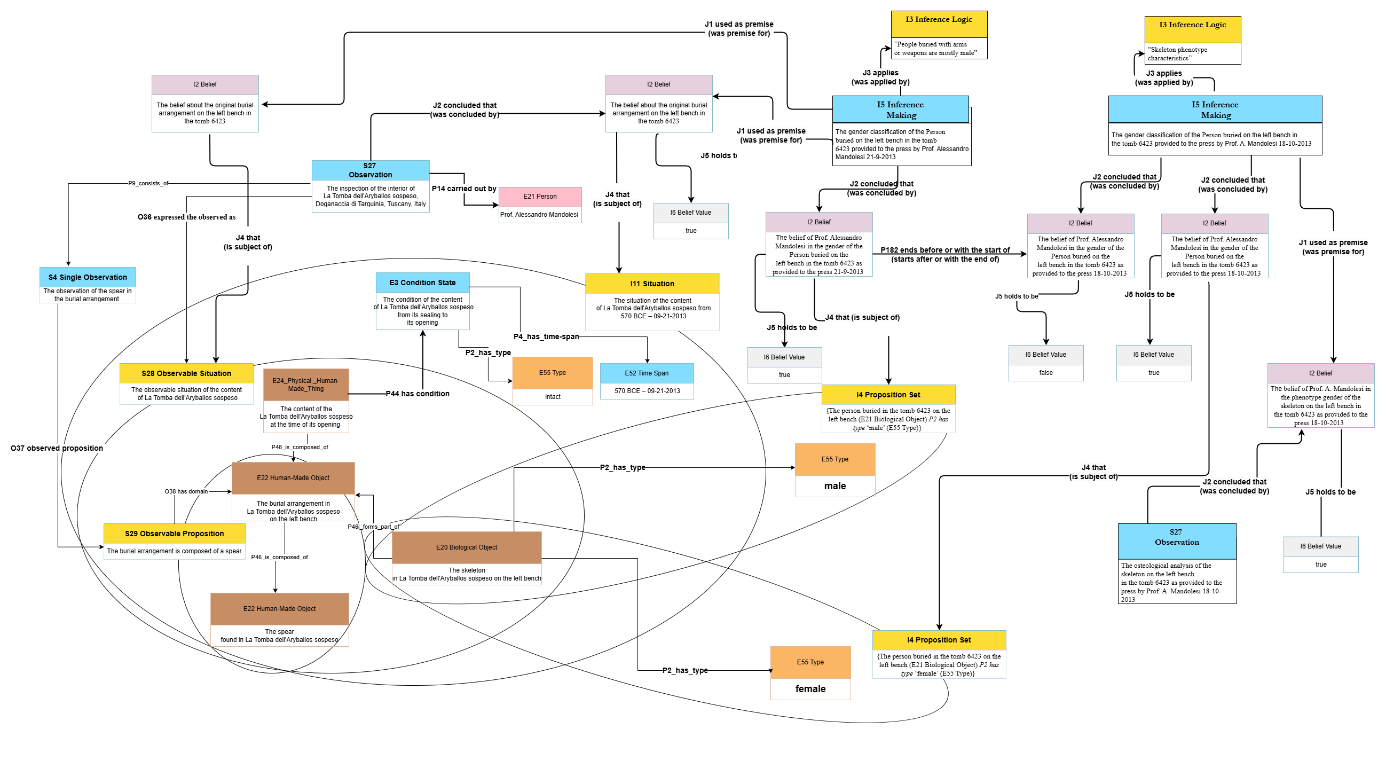 J1 used as premise
(was premise for)
I3 Inference Logic
"People buried with arms
or weapons are mostly male"
I3 Inference Logic
"Skeleton phenotype
characteristics"
J3 applies
(was applied by)
J3 applies
(was applied by)
I2 Belief
The belief about the original burial
arrangement on the left bench in
the tomb 6423
J2 concluded that
(was concluded by)
I2 Belief
The belief about the original burial
arrangement on the left bench in
the tomb 6423
J1 used as premise
(was premise for)
I5 Inference
Making
The gender classification of the Person
buried on the left bench in the tomb
6423 provided to the press by Prof. Alessandro
Mandolesi 21-9-2013
I5 Inference
Making
The gender classification of the Person buried on the left bench in
the tomb 6423 provided to the press by Prof. A. Mandolesi 18-10-2013
J5 holds t
S27
Observation
The inspection of the interior of
La Tomba dell'Aryballos sospeso,
Doganaccia di Tarquinia, Tuscany, Italy
P9_consists_of
P14 carried out by
E21 Person
Prof. Alessandro Mandolesi
J4 that
(is subject of)
I6 Belief Value
true
J2 concluded that
(was concluded by)
J2 concluded that
(was concluded by)
J2 concluded that
(was concluded by)
O36 expressed the observed as
J4 that
(is subject of)
I2 Belief
The belief of Prof. Alessandro
Mandolesi in the gender of the
Person buried on the
left bench in the tomb 6423 as
provided to the press 21-9-2013
P182 ends before or with the start of
(starts after or with the end of)
I2 Belief
The belief of Prof. Alessandro
Mandolesi in the gender of the
Person buried on the
left bench in the tomb 6423 as
provided to the press 18-10-2013
I2 Belief
The belief of Prof. Alessandro
Mandolesi in the gender of the
Person buried on the
left bench in the tomb 6423 as
provided to the press 18-10-2013
J1 used as premise
(was premise for)
S4 Single Observation
The observation of the spear in
the burial arrangement
E3 Condition State
The condition of the content
of La Tomba dell'Aryballos sospeso
from its sealing to
its opening
I11 Situation
The situation of the content
of La Tomba dell'Aryballos sospeso from
570 BCE – 09-21-2013
J5 holds to be
J5 holds to be
J5 holds to be
J4 that (is subject of)
P4_has_time-span
P2_has_type
I6 Belief Value
true
I6 Belief Value
false
I6 Belief Value
true
S28 Observable Situation
The observable situation of the content
of La Tomba dell'Aryballos sospeso
E24_Physical _Human-
Made_Thing
The content of the
La Tomba dell'Aryballos sospeso
at the time of its opening
P44 has condition
E55 Type
intact
E52 Time Span
570 BCE – 09-21-2013
I4 Proposition Set
{The person buried in the tomb 6423 on the
left bench (E21 Biological Object) P2 has
type 'male' (E55 Type)}
I2 Belief
The belief of Prof. A. Mandolesi in
the phenotype gender of the
skeleton on the left bench in
the tomb 6423 as provided to the
press 18-10-2013
O37 observed proposition
P46_is_composed_of
E22 Human-Made Object
The burial arrangement in
La Tomba dell'Aryballos sospeso
on the left bench
O38 has domain
P2_has_type
E55 Type
male
J4 that
(is subject of)
J2 concluded that
(was concluded by)
J5 holds to be
S29 Observable Proposition
The burial arrangement is composed of a spear
P46_forms_part_of
P46_is_composed_of
E20 Biological Object
The skeleton
in La Tomba dell'Aryballos sospeso on the left bench
S27
Observation
The osteological analysis of the
skeleton on the left bench
in the tomb 6423 as provided to the
press by Prof. A. Mandolesi 18-10-
2013
I6 Belief Value
true
E22 Human-Made Object
The spear
found in La Tomba dell'Aryballos sospeso
P2_has_type
E55 Type
female
I4 Proposition Set
{The person buried in the tomb 6423 on the
left bench (E21 Biological Object) P2 has
type 'female' (E55 Type)}